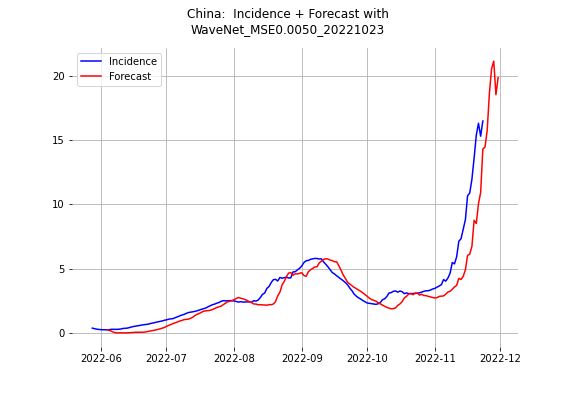 China:  Incidence + Forecast with
WaveNet_MSE0.0050_20221023
Incidence
Forecast
20
15
10
5
0
2022-06 2022-07 2022-08 2022-09 2022-10 2022-11 2022-12